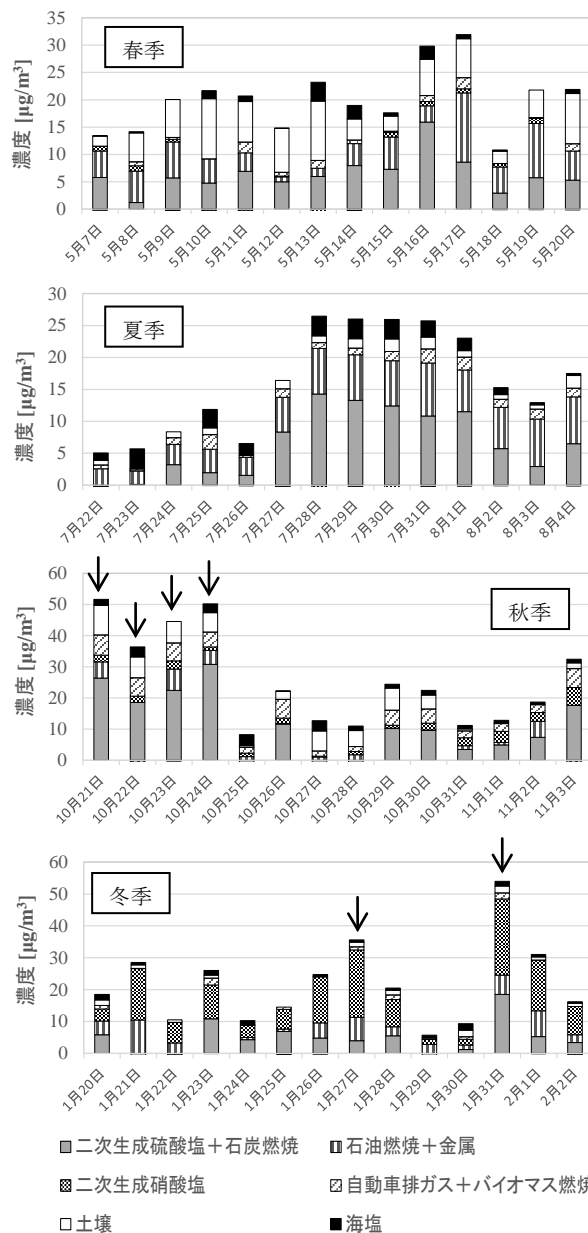 春季
濃度 [μg/m³]
35
30
25
20
15
10
5
0
5月7日
5月8日
5月9日
5月10日
5月11日
5月12日
5月13日
5月14日
5月15日
5月16日
5月17日
5月18日
5月19日
5月20日
夏季
濃度 [μg/m³]
30
25
20
15
10
5
0
7月22日
7月23日
7月24日
7月25日
7月26日
7月27日
7月28日
7月29日
7月30日
7月31日
8月1日
8月2日
8月3日
8月4日
秋季
濃度 [μg/m³]
60
50
40
30
20
10
0
10月21日
10月22日
10月23日
10月24日
10月25日
10月26日
10月27日
10月28日
10月29日
10月30日
10月31日
11月1日
11月2日
11月3日
冬季
濃度 [μg/m³]
60
50
40
30
20
10
0
1月20日
1月21日
1月22日
1月23日
1月24日
1月25日
1月26日
1月27日
1月28日
1月29日
1月30日
1月31日
2月1日
2月2日
二次生成硫酸塩＋石炭燃焼
石油燃焼＋金属
二次生成硝酸塩
自動車排ガス＋バイオマス燃焼
土壌
海塩